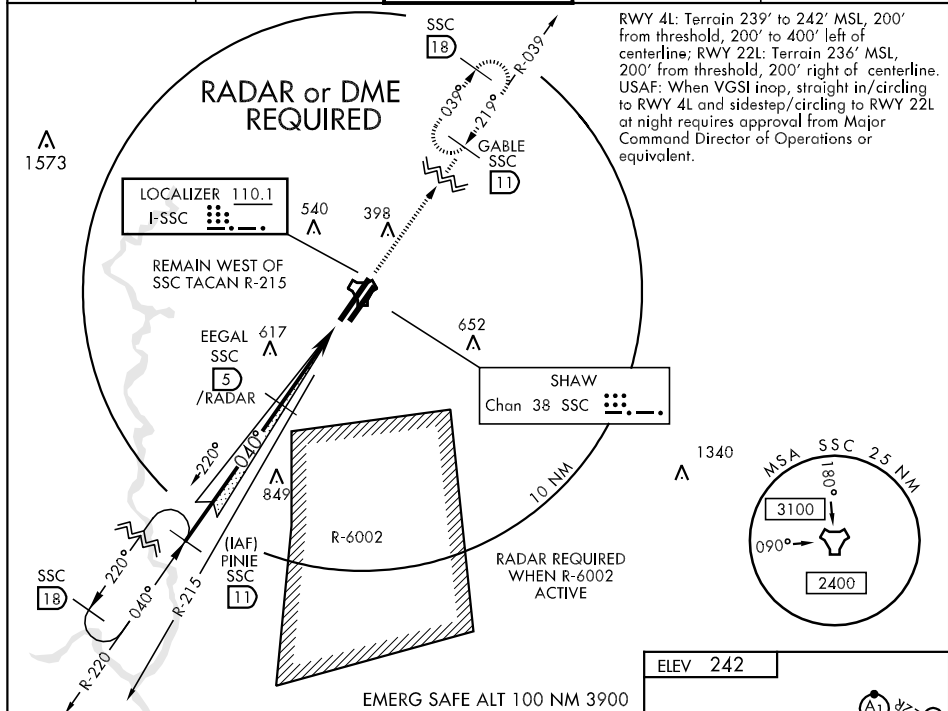 RWY 4L: Terrain 239' to 242' MSL, 200'
from threshold, 200' to 400' left of
centerline; RWY 22L: Terrain 236' MSL,
200' from threshold, 200' right of centerline.
USAF: When VGSI inop, straight in/circling
to RWY 4L and sidestep/circling to RWY 22L
at night requires approval from Major
Command Director of Operations or
equivalent.
SSC
18
R-039
RADAR or DME
REQUIRED
039°
219°
1573
GABLE
SSC
11
LOCALIZER 110.1
I-SSC
540
398
REMAIN WEST OF
SSC TACAN R-215
EEGAL
SSC
5
/RADAR
617
652
SHAW
Chan 38 SSC
220°
040°
849
1340
10 NM
MSA SSC 25 NM
180°
3100
090°
2400
R-6002
(IAF)
PINIE
SSC
11
RADAR REQUIRED
WHEN R-6002
ACTIVE
SSC
18
220°
040°
R-215
R-220
ELEV 242
EMERG SAFE ALT 100 NM 3900
A1